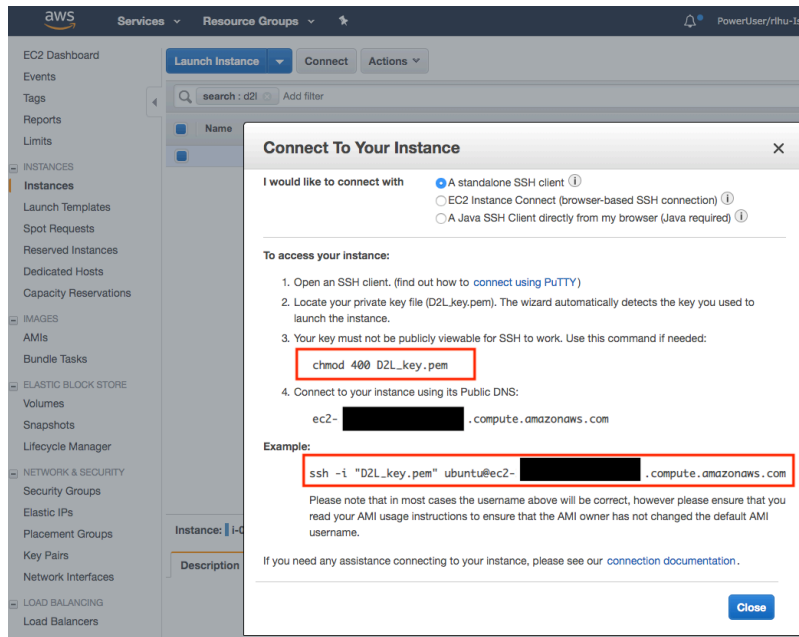 aws
Services
Resource Groups
PowerUser/rlhu-Is
EC2 Dashboard
Events
Tags
Reports
Limits
INSTANCES
Instances
Launch Templates
Spot Requests
Reserved Instances
Dedicated Hosts
Capacity Reservations
IMAGES
AMIs
Bundle Tasks
ELASTIC BLOCK STORE
Volumes
Snapshots
Lifecycle Manager
NETWORK & SECURITY
Security Groups
Elastic IPs
Placement Groups
Key Pairs
Network Interfaces
LOAD BALANCING
Load Balancers
Launch Instance
Connect
Actions
search : d2l
Add filter
Name
Instance: i-0
Description
Connect To Your Instance
I would like to connect with
A standalone SSH client
EC2 Instance Connect (browser-based SSH connection)
A Java SSH Client directly from my browser (Java required)
To access your instance:
1. Open an SSH client. (find out how to connect using PuTTY)
2. Locate your private key file (D2L_key.pem). The wizard automatically detects the key you used to
launch the instance.
3. Your key must not be publicly viewable for SSH to work. Use this command if needed:
chmod 400 D2L_key.pem
4. Connect to your instance using its Public DNS:
ec2- .compute.amazonaws.com
Example:
ssh -i "D2L_key.pem" ubuntu@ec2- .compute.amazonaws.com
Please note that in most cases the username above will be correct, however please ensure that you
read your AMI usage instructions to ensure that the AMI owner has not changed the default AMI
username.
If you need any assistance connecting to your instance, please see our connection documentation.
Close